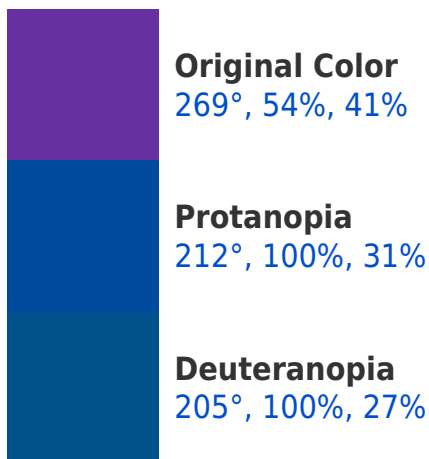 Original Color
269°, 54%, 41%
Protanopia
212°, 100%, 31%
Deuteranopia
205°, 100%, 27%